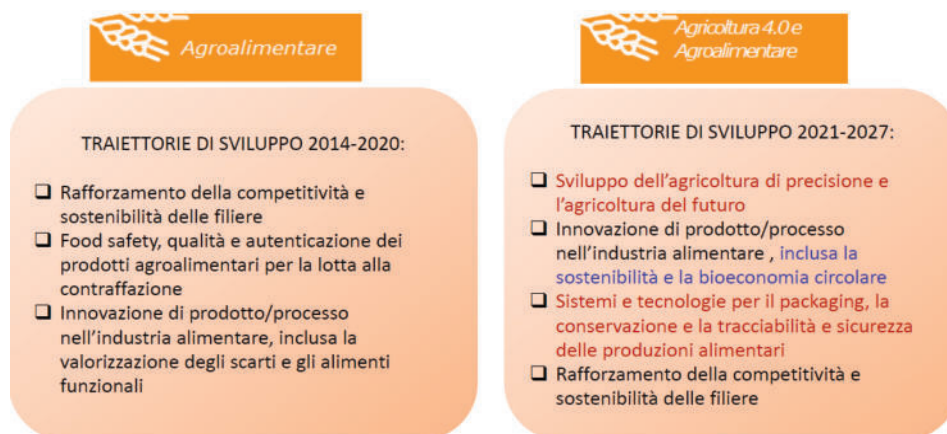 Agroalimentare
TRAIETTORIE DI SVILUPPO 2014-2020:
❑ Rafforzamento della competitività e
sostenibilità delle filiere
❑ Food safety, qualità e autenticazione dei
prodotti agroalimentari per la lotta alla
contraffazione
❑ Innovazione di prodotto/processo
nell'industria alimentare, inclusa la
valorizzazione degli scarti e gli alimenti
funzionali
Agricoltura 4.0 e
Agroalimentare
TRAIETTORIE DI SVILUPPO 2021-2027:
❑ Sviluppo dell'agricoltura di precisione e
l'agricoltura del futuro
❑ Innovazione di prodotto/processo
nell'industria alimentare , inclusa la
sostenibilità e la bioeconomia circolare
❑ Sistemi e tecnologie per il packaging, la
conservazione e la tracciabilità e sicurezza
delle produzioni alimentari
❑ Rafforzamento della competitività e
sostenibilità delle filiere